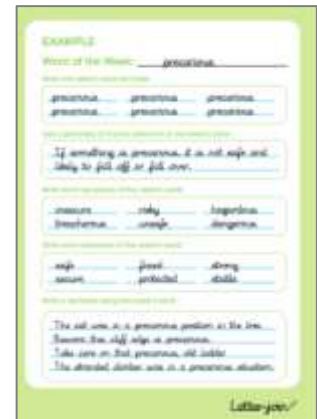 EXAMPLE
Word of the Week: precarious
precarious precarious precarious
precarious precarious precarious
If something is precarious, it is not safe and
likely to fall off or fall over.
insecure risky hazardous
treacherous unsafe dangerous
safe fixed strong
secure protected stable
The cat was in a precarious position in the tree.
Beware this cliff edge is precarious.
Take care on that precarious, old ladder.
The stranded climber was in a precarious situation.
Letter-join